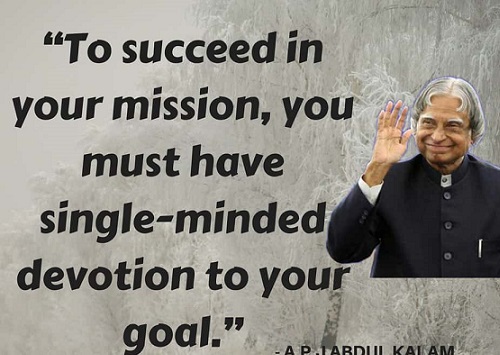 “To succeed in
your mission, you
must have
single-minded
devotion to your
goal.”
- A P J ABDUL KALAM